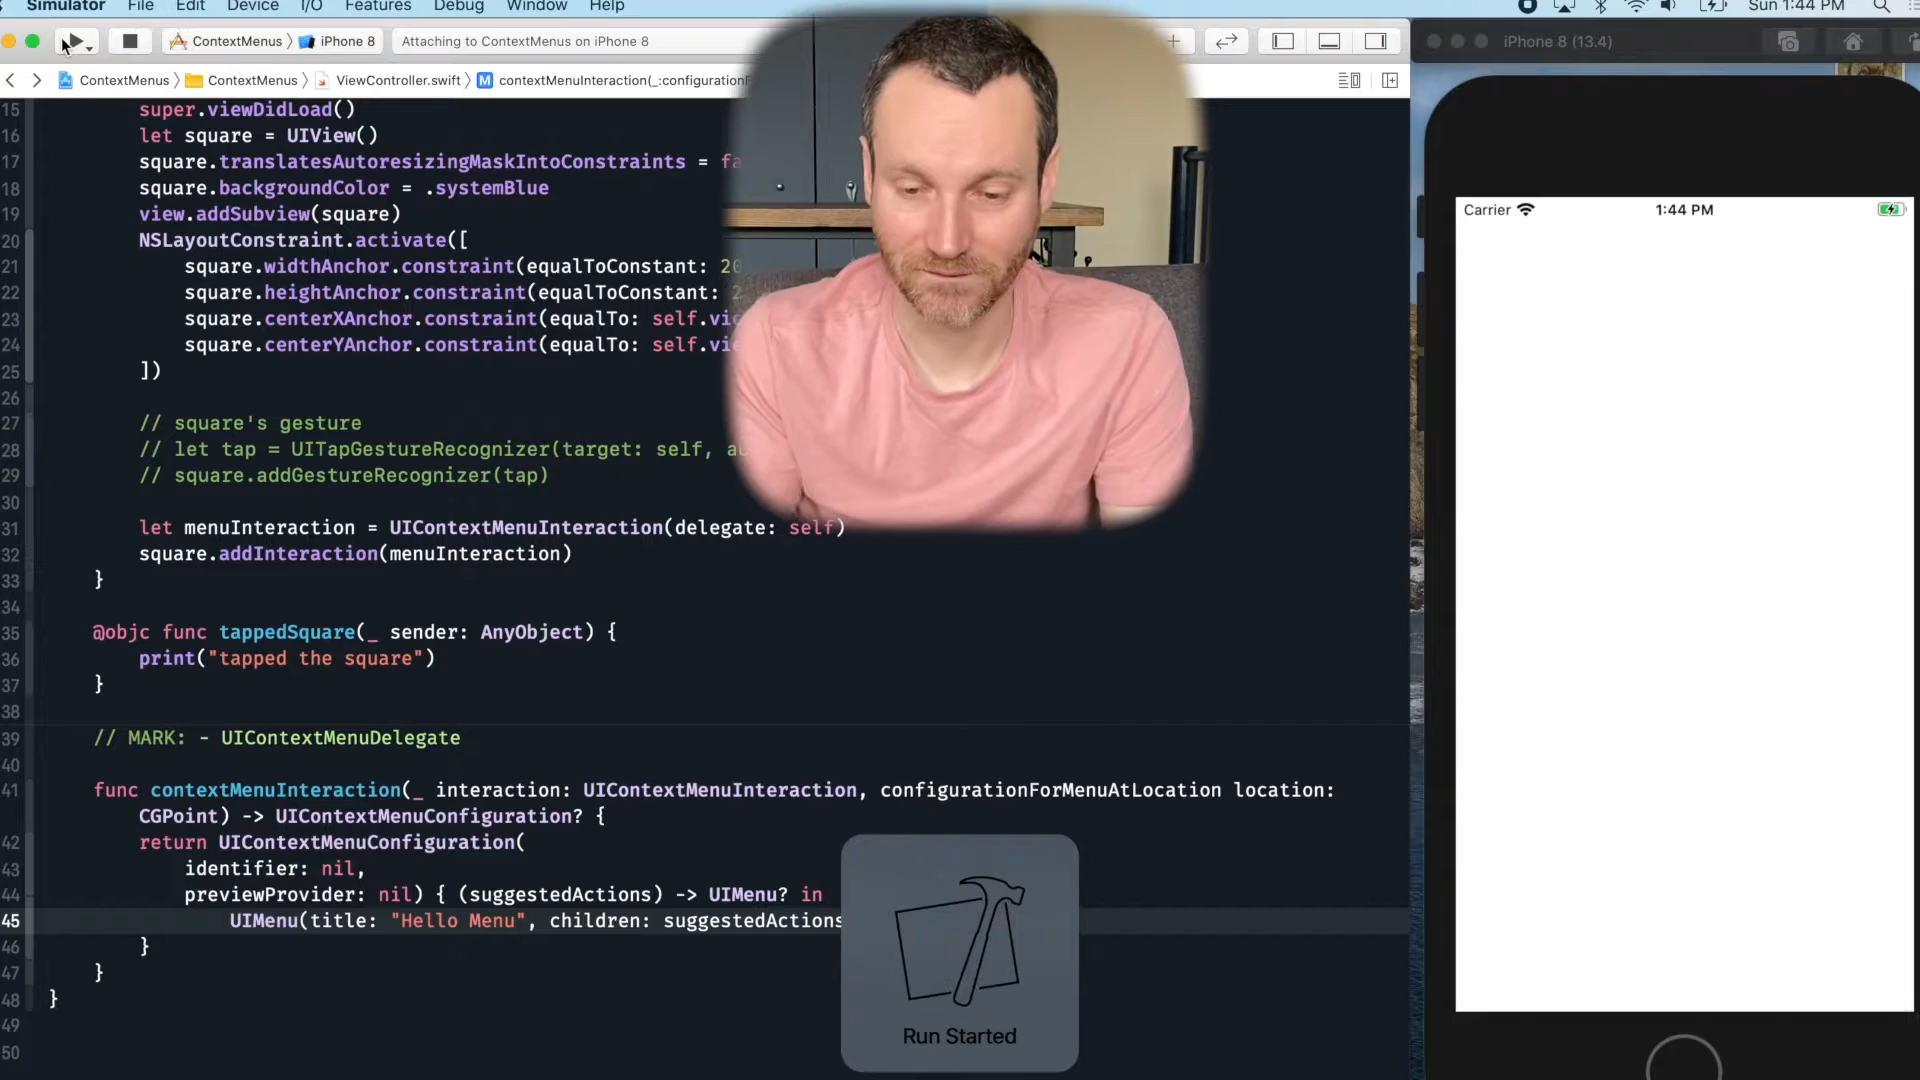 Simulator File Edit Device I/O Features Debug Window Help Sun 1:44 PM
ContextMenus iPhone 8 Attaching to ContextMenus on iPhone 8
iPhone 8 (13.4)
ContextMenus ContextMenus ViewController.swift M contextMenuInteraction(_:configurationF
15 super.viewDidLoad()
16 let square = UIView()
17 square.translatesAutoresizingMaskIntoConstraints = fa
18 square.backgroundColor = .systemBlue
19 view.addSubview(square)
20 NSLayoutConstraint.activate([
21 square.widthAnchor.constraint(equalToConstant: 20
22 square.heightAnchor.constraint(equalToConstant: 2
23 square.centerXAnchor.constraint(equalTo: self.vi
24 square.centerYAnchor.constraint(equalTo: self.vi
25 ])
26
27 // square's gesture
28 // let tap = UITapGestureRecognizer(target: self, a
29 // square.addGestureRecognizer(tap)
30
31 let menuInteraction = UIContextMenuInteraction(delegate: self)
32 square.addInteraction(menuInteraction)
33 }
34
35 @objc func tappedSquare(_ sender: AnyObject) {
36 print("tapped the square")
37 }
38
39 // MARK: - UIContextMenuDelegate
40
41 func contextMenuInteraction(_ interaction: UIContextMenuInteraction, configurationForMenuAtLocation location:
CGPoint) -> UIContextMenuConfiguration? {
42 return UIContextMenuConfiguration(
43 identifier: nil,
44 previewProvider: nil) { (suggestedActions) -> UIMenu? in
45 UIMenu(title: "Hello Menu", children: suggestedActions
46 }
47 }
48 }
49
50
Run Started
Carrier 1:44 PM